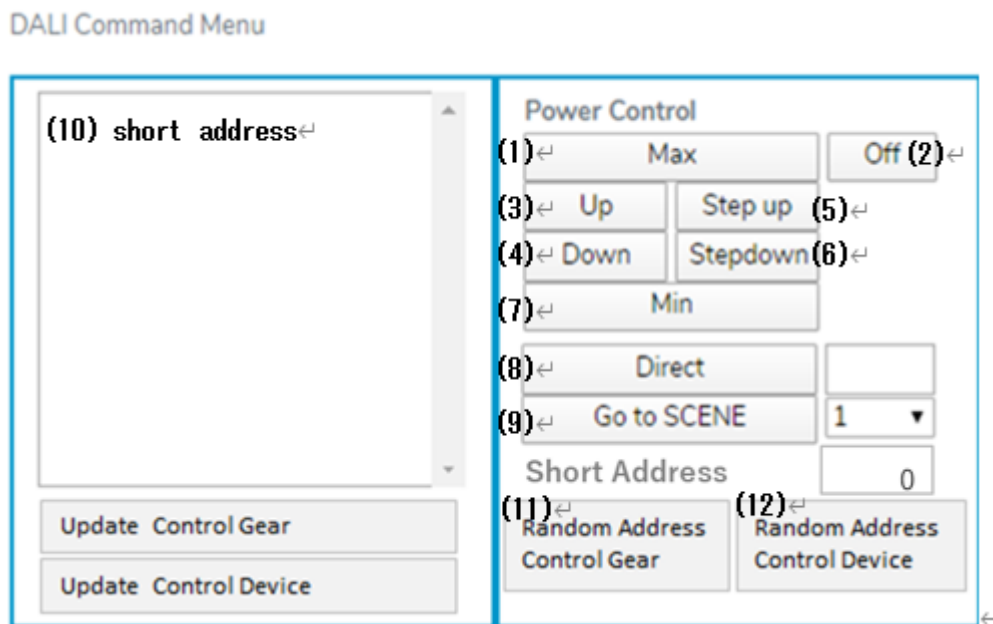 DALI Command Menu
(10) short address↵
Update Control Gear
Update Control Device
Power Control
(1)↵ Max Off (2)↵
(3)↵ Up Step up (5)↵
(4)↵ Down Stepdown (6)↵
(7)↵ Min
(8)↵ Direct
(9)↵ Go to SCENE 1 ▼
Short Address 0
(11)↵ (12)↵
Random Address Random Address
Control Gear Control Device
↵